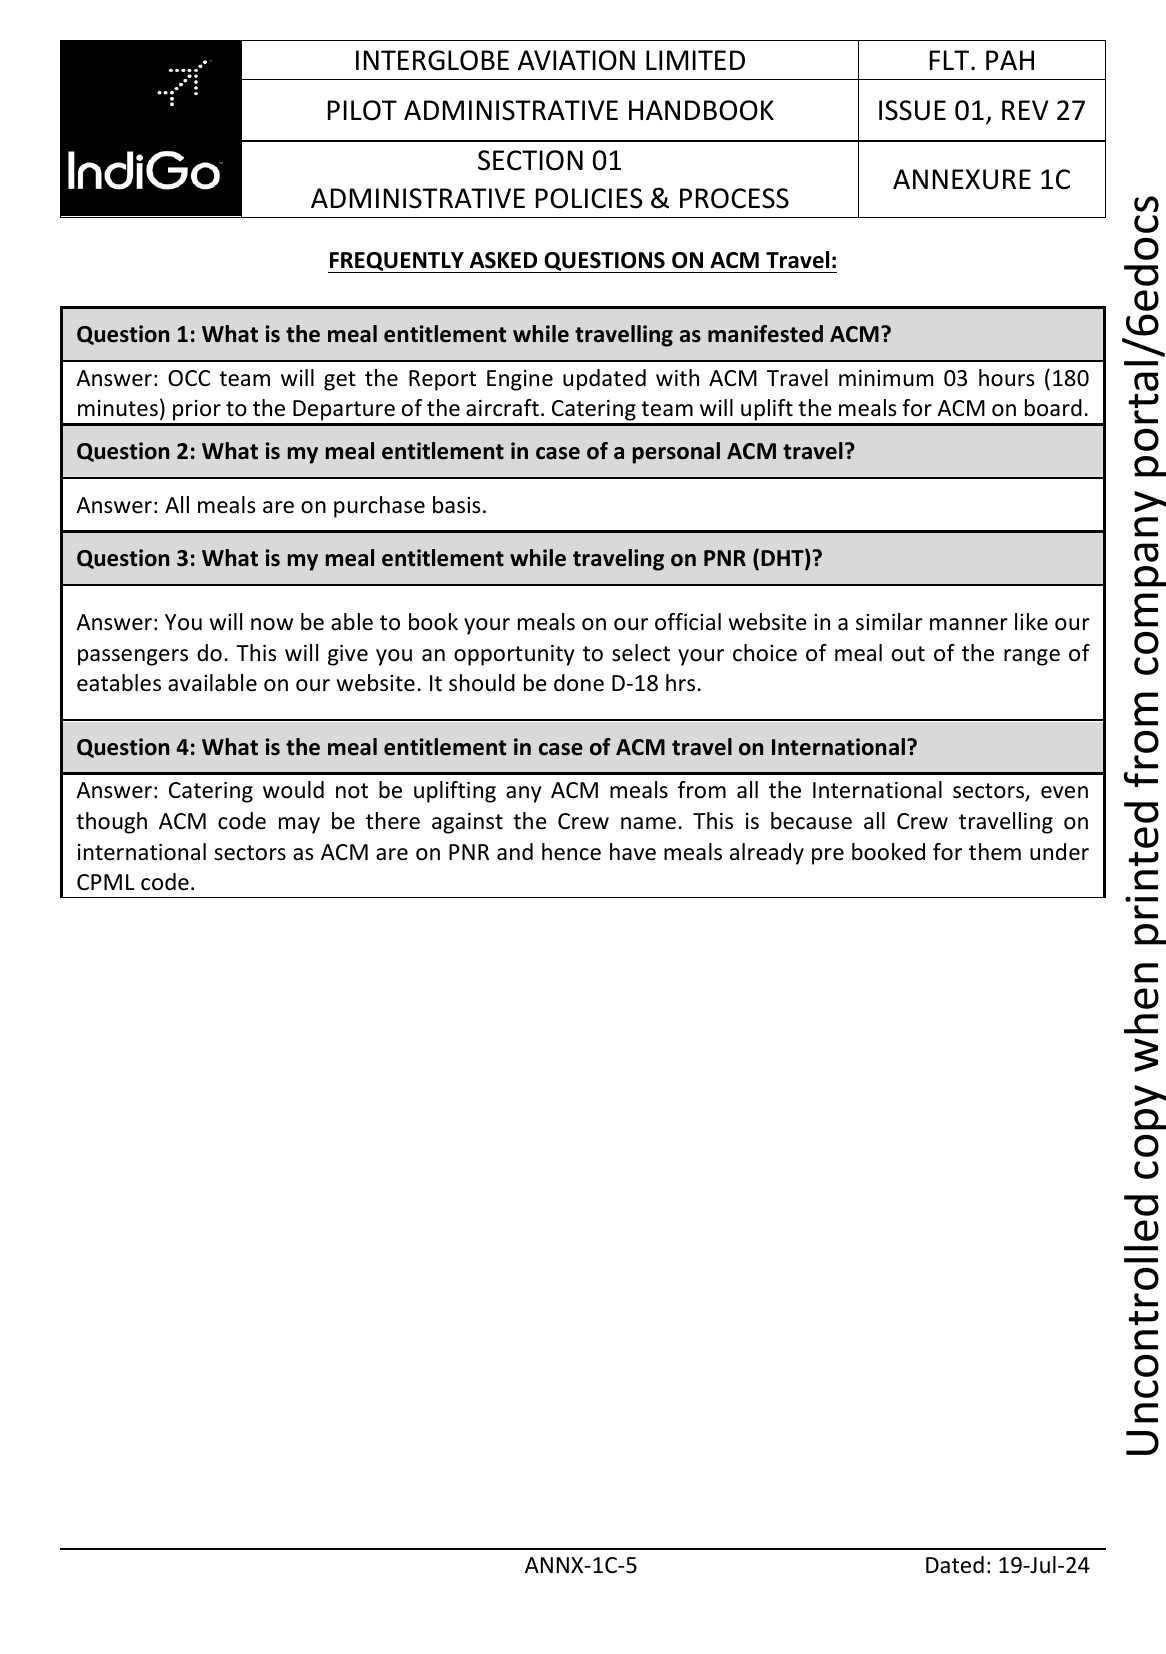 IndiGo
INTERGLOBE AVIATION LIMITED
FLT. PAH
PILOT ADMINISTRATIVE HANDBOOK
ISSUE 01, REV 27
SECTION 01
ADMINISTRATIVE POLICIES & PROCESS
ANNEXURE 1C
FREQUENTLY ASKED QUESTIONS ON ACM Travel:
Question 1: What is the meal entitlement while travelling as manifested ACM?
Answer: OCC team will get the Report Engine updated with ACM Travel minimum 03 hours (180
minutes) prior to the Departure of the aircraft. Catering team will uplift the meals for ACM on board.
Question 2: What is my meal entitlement in case of a personal ACM travel?
Answer: All meals are on purchase basis.
Question 3: What is my meal entitlement while traveling on PNR (DHT)?
Answer: You will now be able to book your meals on our official website in a similar manner like our
passengers do. This will give you an opportunity to select your choice of meal out of the range of
eatables available on our website. It should be done D-18 hrs.
Question 4: What is the meal entitlement in case of ACM travel on International?
Answer: Catering would not be uplifting any ACM meals from all the International sectors, even
though ACM code may be there against the Crew name. This is because all Crew travelling on
international sectors as ACM are on PNR and hence have meals already pre booked for them under
CPML code.
Uncontrolled copy when printed from company portal/6edocs
ANNX-1C-5
Dated: 19-Jul-24